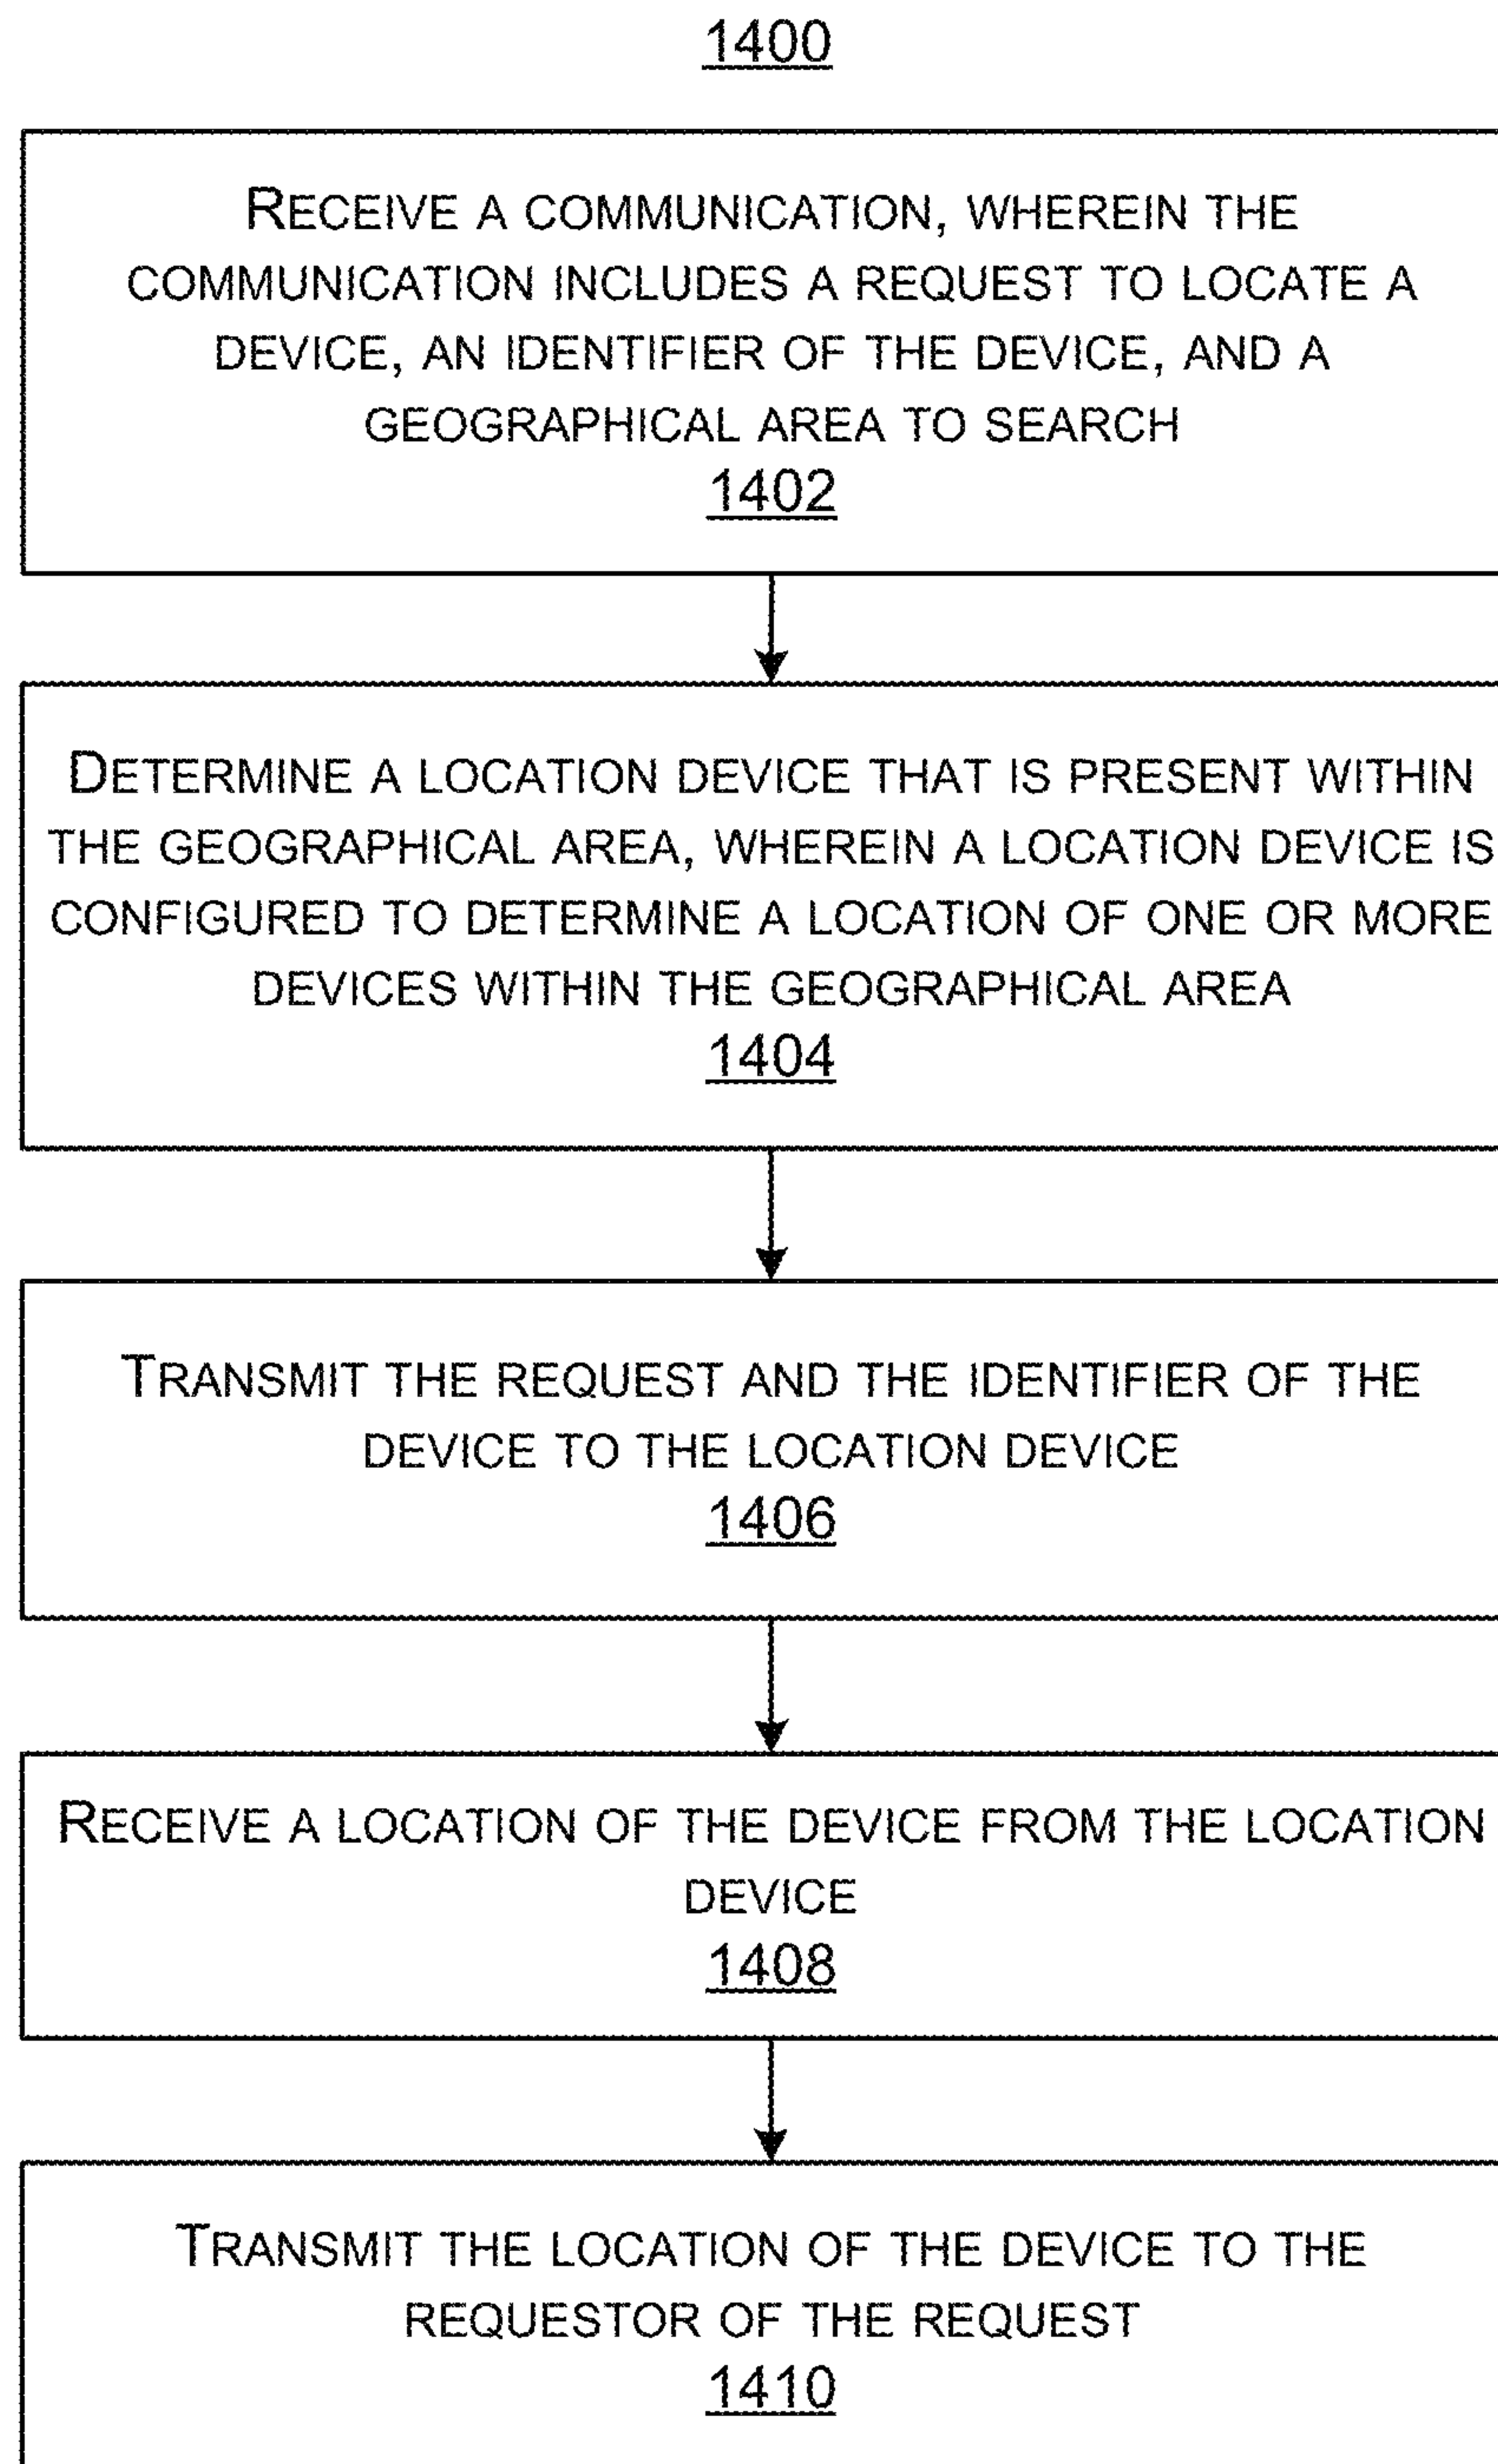 1400
RECEIVE A COMMUNICATION, WHEREIN THE
COMMUNICATION INCLUDES A REQUEST TO LOCATE A
DEVICE, AN IDENTIFIER OF THE DEVICE, AND A
GEOGRAPHICAL AREA TO SEARCH
1402
DETERMINE A LOCATION DEVICE THAT IS PRESENT WITHIN
THE GEOGRAPHICAL AREA, WHEREIN A LOCATION DEVICE IS
CONFIGURED TO DETERMINE A LOCATION OF ONE OR MORE
DEVICES WITHIN THE GEOGRAPHICAL AREA
1404
TRANSMIT THE REQUEST AND THE IDENTIFIER OF THE
DEVICE TO THE LOCATION DEVICE
1406
RECEIVE A LOCATION OF THE DEVICE FROM THE LOCATION
DEVICE
1408
TRANSMIT THE LOCATION OF THE DEVICE TO THE
REQUESTOR OF THE REQUEST
1410